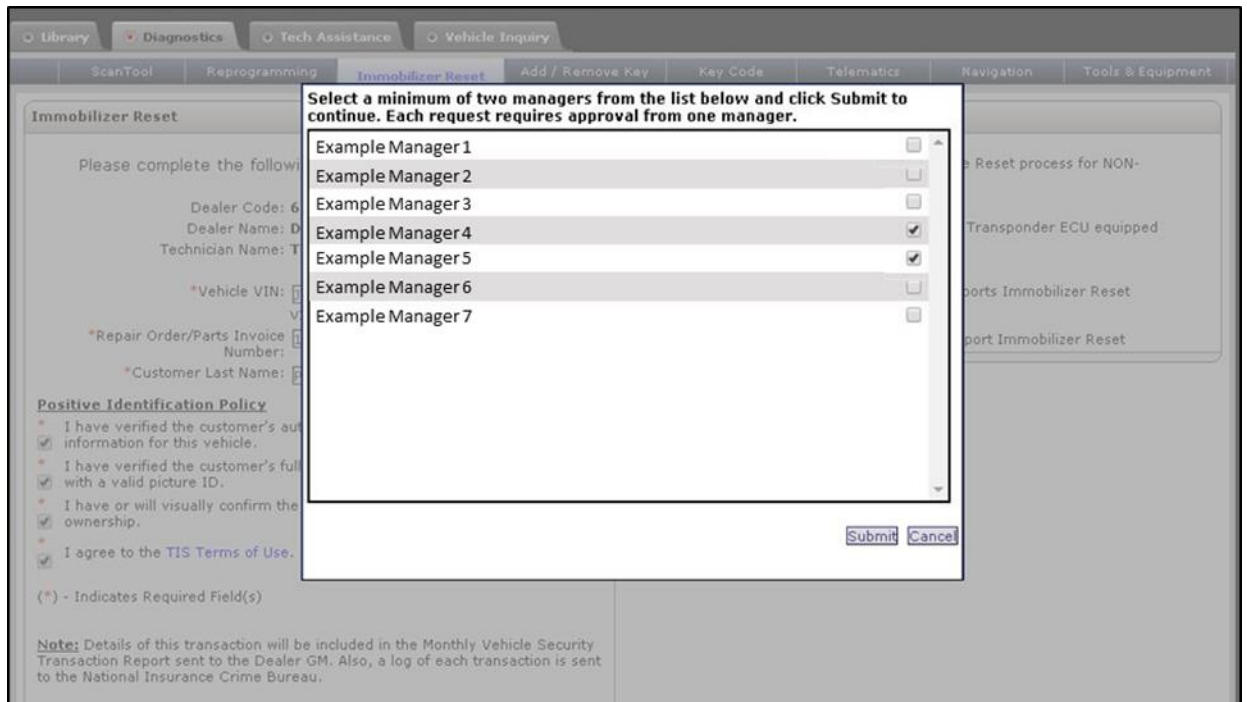 Library Diagnostics Tech Assistance Vehicle Inquiry
ScanTool Reprogramming Immobilizer Reset Add / Remove Key Key Code Telematics Navigation Tools & Equipment
Select a minimum of two managers from the list below and click Submit to
continue. Each request requires approval from one manager.
Example Manager 1
Example Manager 2
Example Manager 3
Example Manager 4
Example Manager 5
Example Manager 6
Example Manager 7
Submit Cancel
Immobilizer Reset
Please complete the
Dealer Code: 6
Dealer Name: D
Technician Name: T
*Vehicle VIN:
*Repair Order/Parts Invoice
Number:
*Customer Last Name:
Positive Identification Policy
* I have verified the customer's
information for this vehicle.
* I have verified the customer's full
with a valid picture ID.
* I have or will visually confirm the
ownership.
*
I agree to the TIS Terms of Use.
(*) - Indicates Required Field(s)
Note: Details of this transaction will be included in the Monthly Vehicle Security
Transaction Report sent to the Dealer GM. Also, a log of each transaction is sent
to the National Insurance Crime Bureau.
Reset process for NON-
Transponder ECU equipped
Immobilizer Reset
Immobilizer Reset